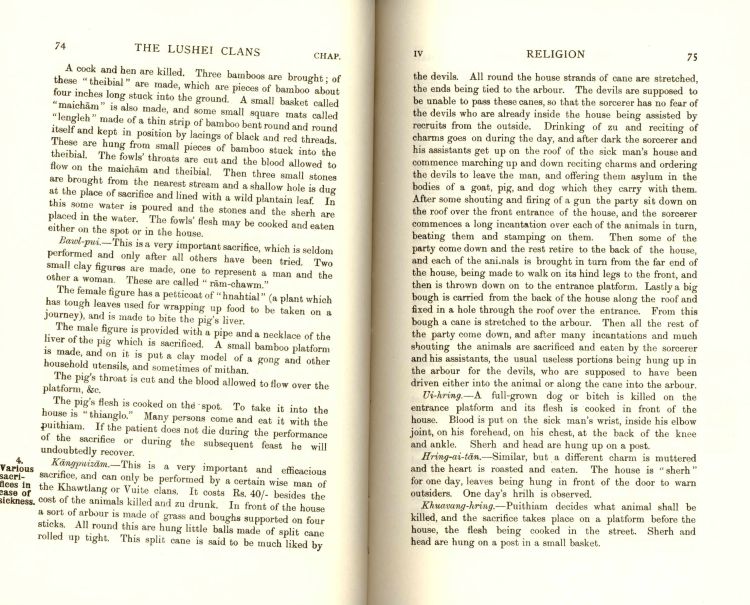 74 THE LUSHEI CLANS CHAP.
A cock and hen are killed. Three bamboos are brought; of
these "theibial" are made, which are pieces of bamboo about
four inches long stuck into the ground. A small basket called
"maichām" is also made, and some small square mats called
"lengleh" made of a thin strip of bamboo bent round and round
itself and kept in position by lacings of black and red threads.
These are hung from small pieces of bamboo stuck into the
theibial. The fowls' throats are cut and the blood allowed to
flow on the maichām and theibial. Then three small stones
are brought from the nearest stream and a shallow hole is dug
at the place of sacrifice and lined with a wild plantain leaf. In
this some water is poured and the stones and the sherh are
placed in the water. The fowls' flesh may be cooked and eaten
either on the spot or in the house.
Bawl-pui.—This is a very important sacrifice, which is seldom
performed and only after all others have been tried. Two
small clay figures are made, one to represent a man and the
other a woman. These are called "rām-chawm."
The female figure has a petticoat of "hnahtial" (a plant which
has tough leaves used for wrapping up food to be taken on a
journey), and is made to bite the pig's liver.
The male figure is provided with a pipe and a necklace of the
liver of the pig which is sacrificed. A small bamboo platform
is made, and on it is put a clay model of a gong and other
household utensils, and sometimes of mithan.
The pig's throat is cut and the blood allowed to flow over the
platform, &c.
The pig's flesh is cooked on the spot. To take it into the
house is "thianglo." Many persons come and eat it with the
puithiam. If the patient does not die during the performance
of the sacrifice or during the subsequent feast he will
undoubtedly recover.
4.
Various
sacri-
fices in
case of
sickness.
Kāngpuizām.—This is a very important and efficacious
sacrifice, and can only be performed by a certain wise man of
the Khawtlang or Vuite clans. It costs Rs. 40/- besides the
cost of the animals killed and zu drunk. In front of the house
a sort of arbour is made of grass and boughs supported on four
sticks. All round this are hung little balls made of split cane
rolled up tight. This split cane is said to be much liked by
IV RELIGION 75
the devils. All round the house strands of cane are stretched,
the ends being tied to the arbour. The devils are supposed to
be unable to pass these canes, so that the sorcerer has no fear of
the devils who are already inside the house being assisted by
recruits from the outside. Drinking of zu and reciting of
charms goes on during the day, and after dark the sorcerer and
his assistants get up on the roof of the sick man's house and
commence marching up and down reciting charms and ordering
the devils to leave the man, and offering them asylum in the
bodies of a goat, pig, and dog which they carry with them.
After some shouting and firing of a gun the party sit down on
the roof over the front entrance of the house, and the sorcerer
commences a long incantation over each of the animals in turn,
beating them and stamping on them. Then some of the
party come down and the rest retire to the back of the house,
and each of the animals is brought in turn from the far end of
the house, being made to walk on its hind legs to the front, and
then is thrown down on to the entrance platform. Lastly a big
bough is carried from the back of the house along the roof and
fixed in a hole through the roof over the entrance. From this
bough a cane is stretched to the arbour. Then all the rest of
the party come down, and after many incantations and much
shouting the animals are sacrificed and eaten by the sorcerer
and his assistants, the usual useless portions being hung up in
the arbour for the devils, who are supposed to have been
driven either into the animal or along the cane into the arbour.
Ui-hring.—A full-grown dog or bitch is killed on the
entrance platform and its flesh is cooked in front of the
house. Blood is put on the sick man's wrist, inside his elbow
joint, on his forehead, on his chest, at the back of the knee
and ankle. Sherh and head are hung up on a post.
Hring-ai-tān.—Similar, but a different charm is muttered
and the heart is roasted and eaten. The house is "sherh"
for one day, leaves being hung in front of the door to warn
outsiders. One day's hrilh is observed.
Khuavang-hring.—Puithiam decides what animal shall be
killed, and the sacrifice takes place on a platform before the
house, the flesh being cooked in the street. Sherh and
head are hung on a post in a small basket.